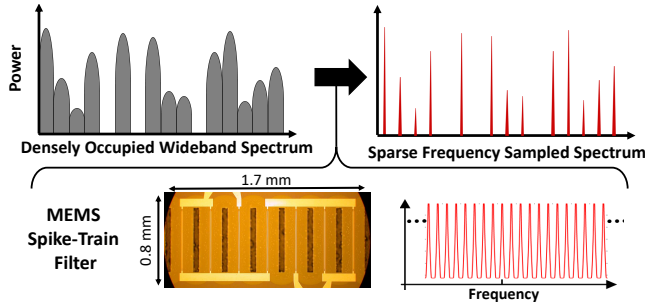 Power
Densely Occupied Wideband Spectrum
Sparse Frequency Sampled Spectrum
MEMS
Spike-Train
Filter
1.7 mm
0.8 mm
Frequency